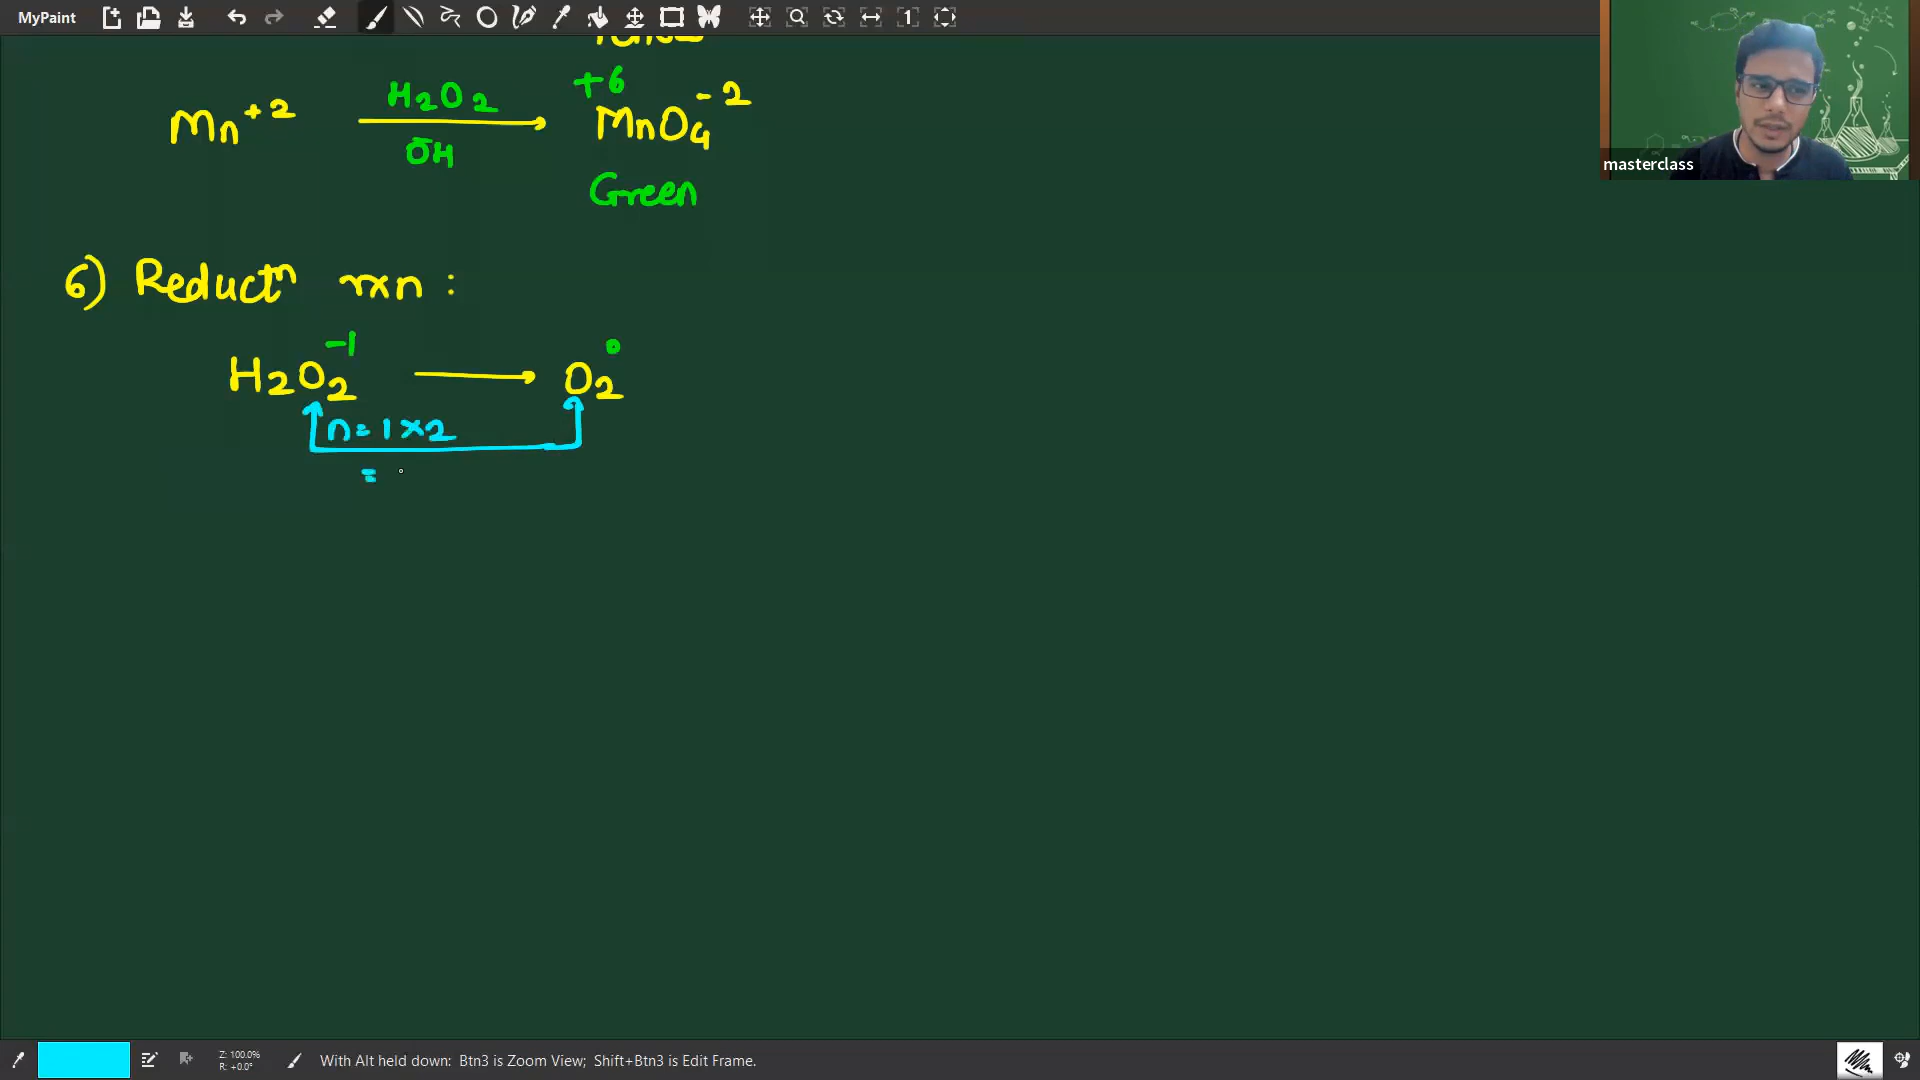 MyPaint
H2O2
+6
Mn+2 MnO4-2
ŌH
Green
masterclass
6) Reductn rxn :
-1 0
H2O2 O2
n = 1 × 2
=
Z: 100.0%
R: +0.0°
With Alt held down: Btn3 is Zoom View; Shift+Btn3 is Edit Frame.